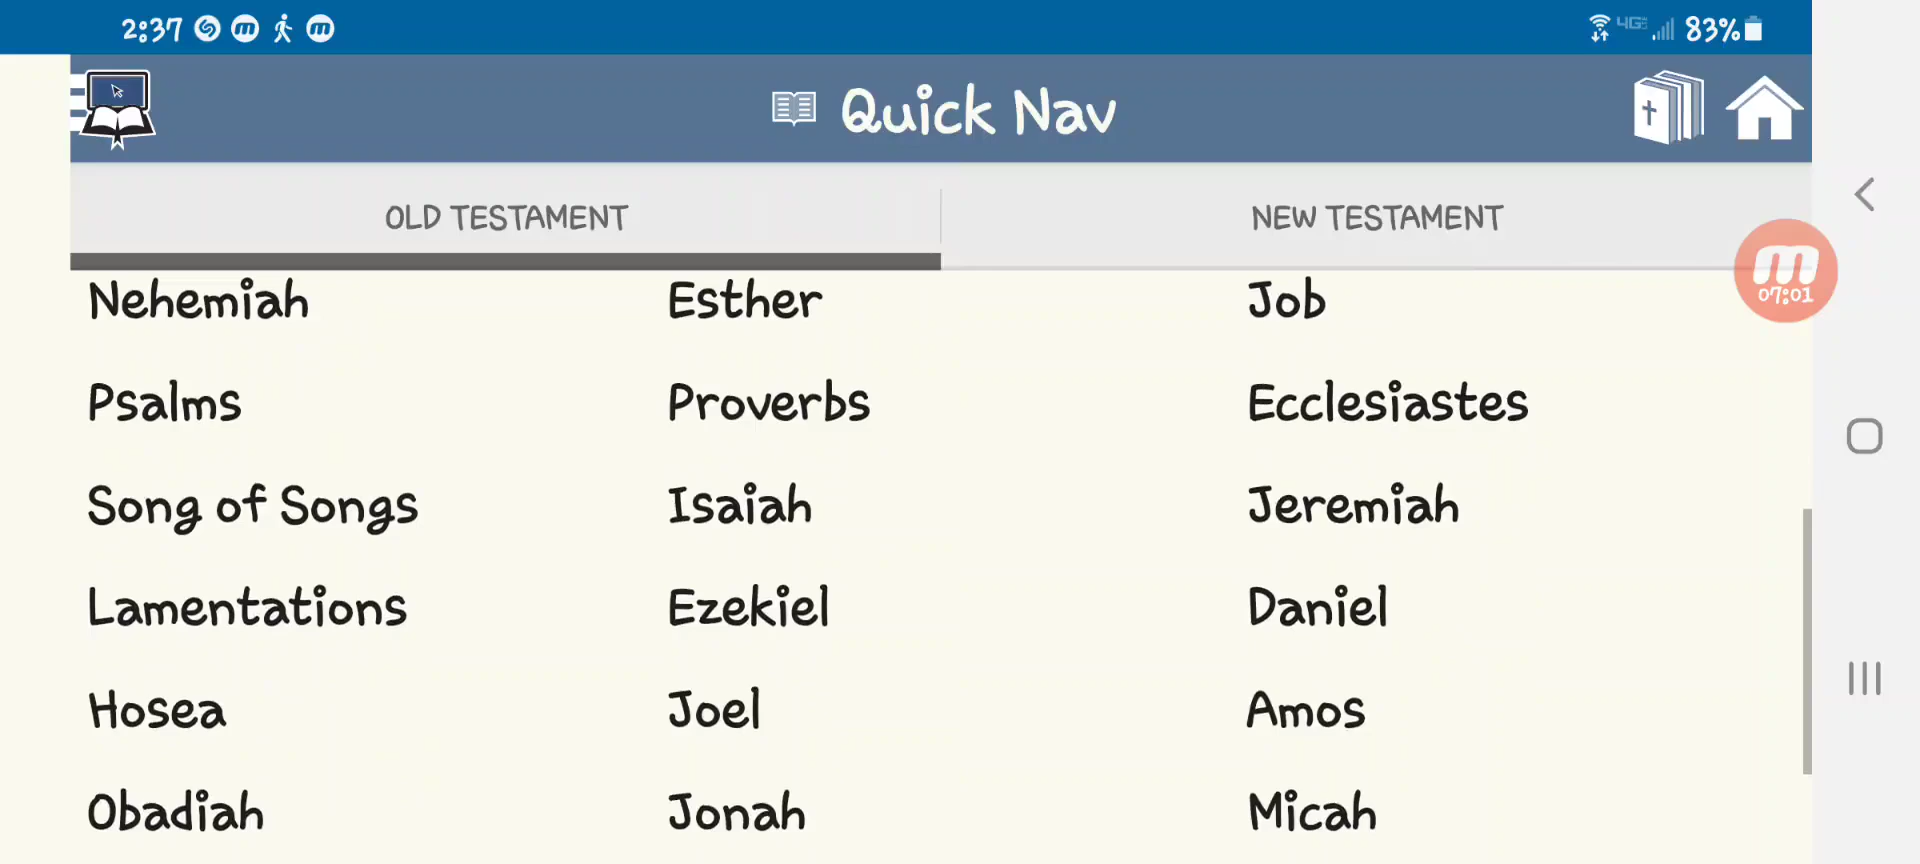 2:37 4G 83%
Quick Nav
OLD TESTAMENT NEW TESTAMENT
m 07:01
Nehemiah Esther Job
Psalms Proverbs Ecclesiastes
Song of Songs Isaiah Jeremiah
Lamentations Ezekiel Daniel
Hosea Joel Amos
Obadiah Jonah Micah